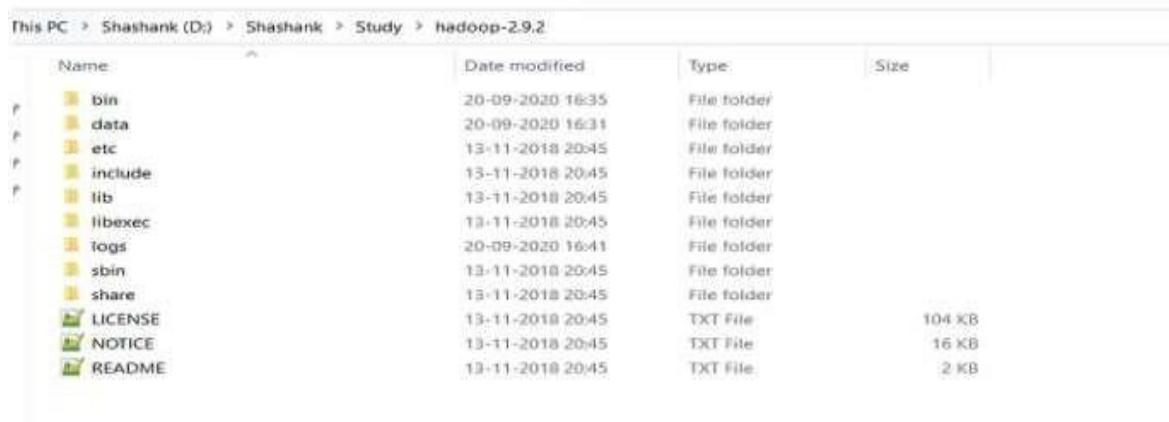 This PC > Shashank (D:) > Shashank > Study > hadoop-2.9.2
Name Date modified Type Size
bin 20-09-2020 16:35 File folder
data 20-09-2020 16:31 File folder
etc 13-11-2018 20:45 File folder
include 13-11-2018 20:45 File folder
lib 13-11-2018 20:45 File folder
libexec 13-11-2018 20:45 File folder
logs 20-09-2020 16:41 File folder
sbin 13-11-2018 20:45 File folder
share 13-11-2018 20:45 File folder
LICENSE 13-11-2018 20:45 TXT File 104 KB
NOTICE 13-11-2018 20:45 TXT File 16 KB
README 13-11-2018 20:45 TXT File 2 KB